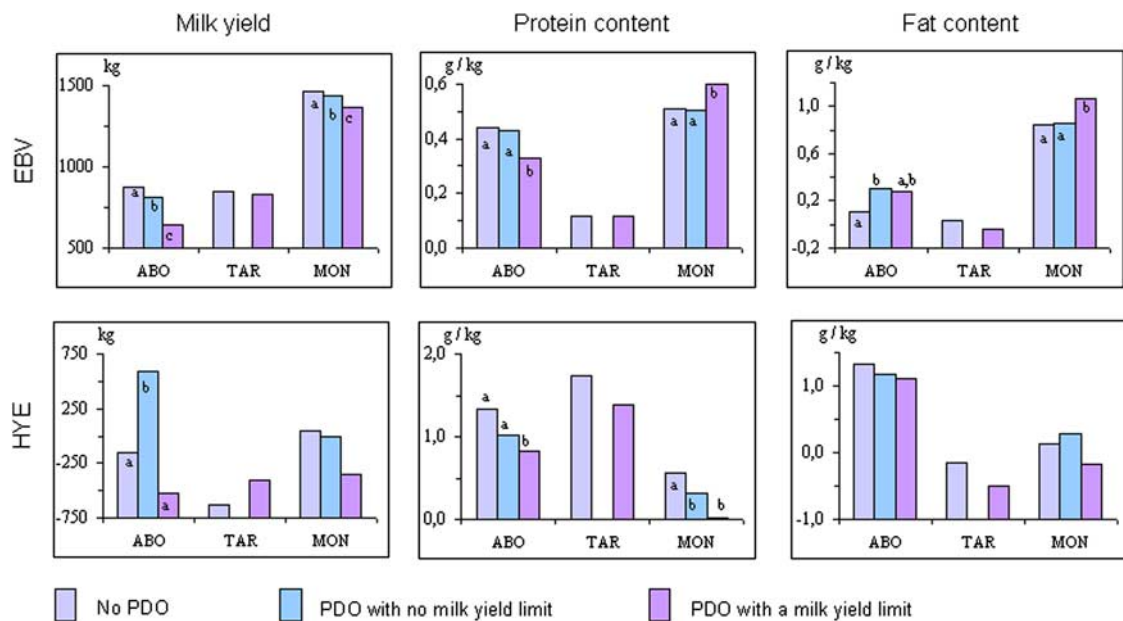 Milk yield Protein content Fat content
EBV
kg
1500
1000
500
a b c a b c
ABO TAR MON
g / kg
0,6
0,4
0,2
0,0
a a b a a b
ABO TAR MON
g / kg
1,0
0,6
0,2
-0,2
a b a,b a a b
ABO TAR MON
HYE
kg
750
250
-250
-750
a b a
ABO TAR MON
g / kg
2,0
1,0
0,0
a a b a b b
ABO TAR MON
g / kg
1,0
0,0
-1,0
ABO TAR MON
No PDO PDO with no milk yield limit PDO with a milk yield limit